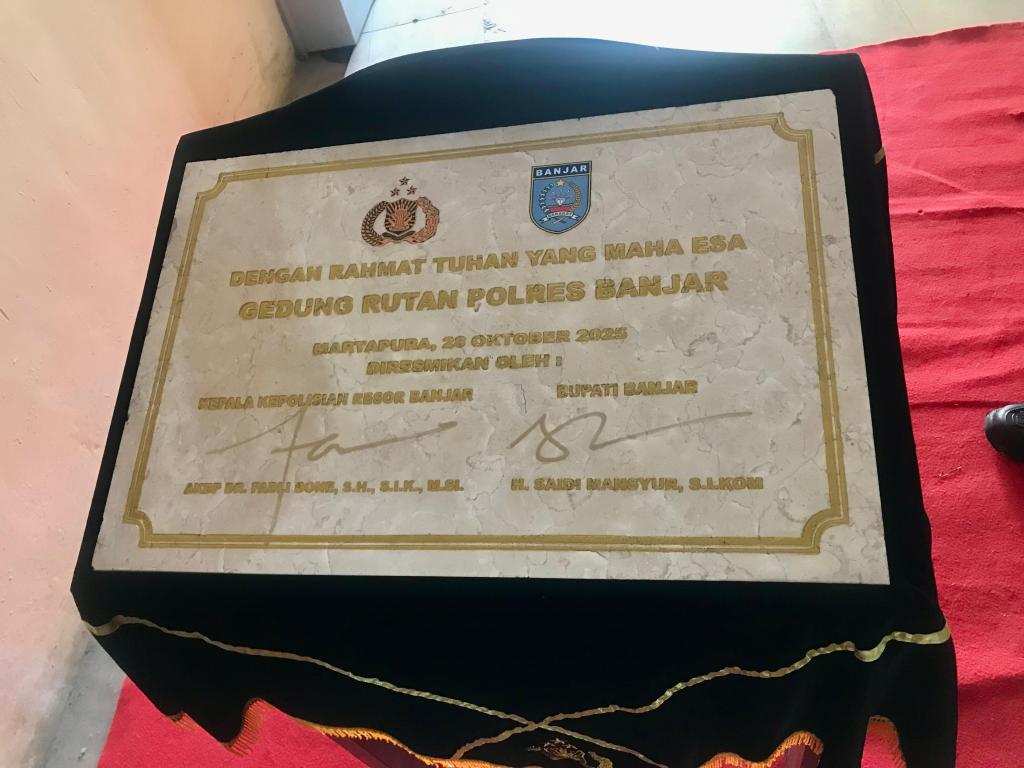 BANJAR
DENGAN RAHMAT TUHAN YANG MAHA ESA
GEDUNG RUTAN POLRES BANJAR
MARTAPURA, 28 OKTOBER 2025
DIRESMIKAN OLEH :
KEPALA KEPOLISIAN RESOR BANJAR
BUPATI BANJAR
AKBP DR. FADLI BONE, S.H., S.I.K., M.SI.
H. SAIDI MANSYUR, S.I.KOM